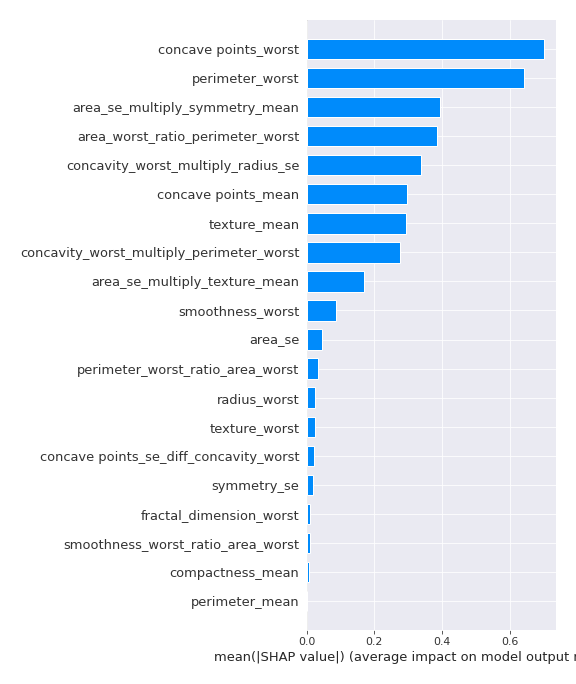 concave points_worst
perimeter_worst
area_se_multiply_symmetry_mean
area_worst_ratio_perimeter_worst
concavity_worst_multiply_radius_se
concave points_mean
texture_mean
concavity_worst_multiply_perimeter_worst
area_se_multiply_texture_mean
smoothness_worst
area_se
perimeter_worst_ratio_area_worst
radius_worst
texture_worst
concave points_se_diff_concavity_worst
symmetry_se
fractal_dimension_worst
smoothness_worst_ratio_area_worst
compactness_mean
perimeter_mean
0.0 0.2 0.4 0.6
mean(|SHAP value|) (average impact on model output